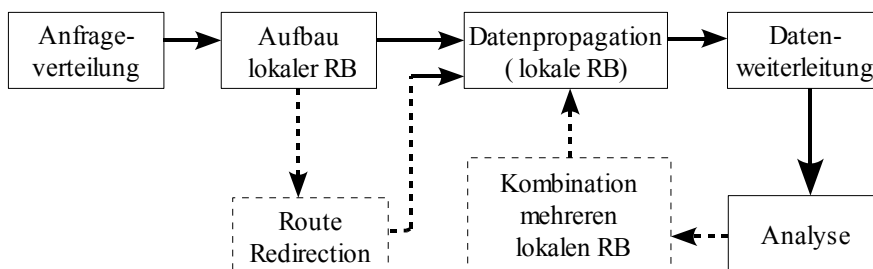 Anfrage-
verteilung
Aufbau
lokaler RB
Datenpropagation
( lokale RB)
Daten-
weiterleitung
Route
Redirection
Kombination
mehreren
lokalen RB
Analyse